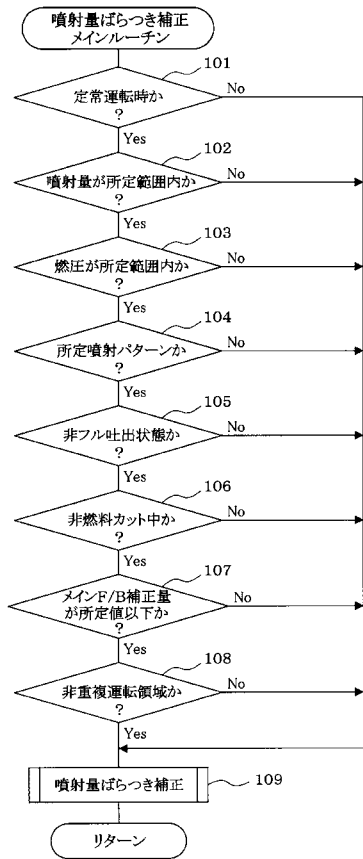 噴射量ばらつき補正
メインルーチン
101
定常運転時か
?
No
Yes
102
噴射量が所定範囲内か
?
No
Yes
103
燃圧が所定範囲内か
?
No
Yes
104
所定噴射パターンか
?
No
Yes
105
非フル吐出状態か
?
No
Yes
106
非燃料カット中か
?
No
Yes
107
メインF/B補正量
が所定値以下か
?
No
Yes
108
非重複運転領域か
?
No
Yes
噴射量ばらつき補正
109
リターン